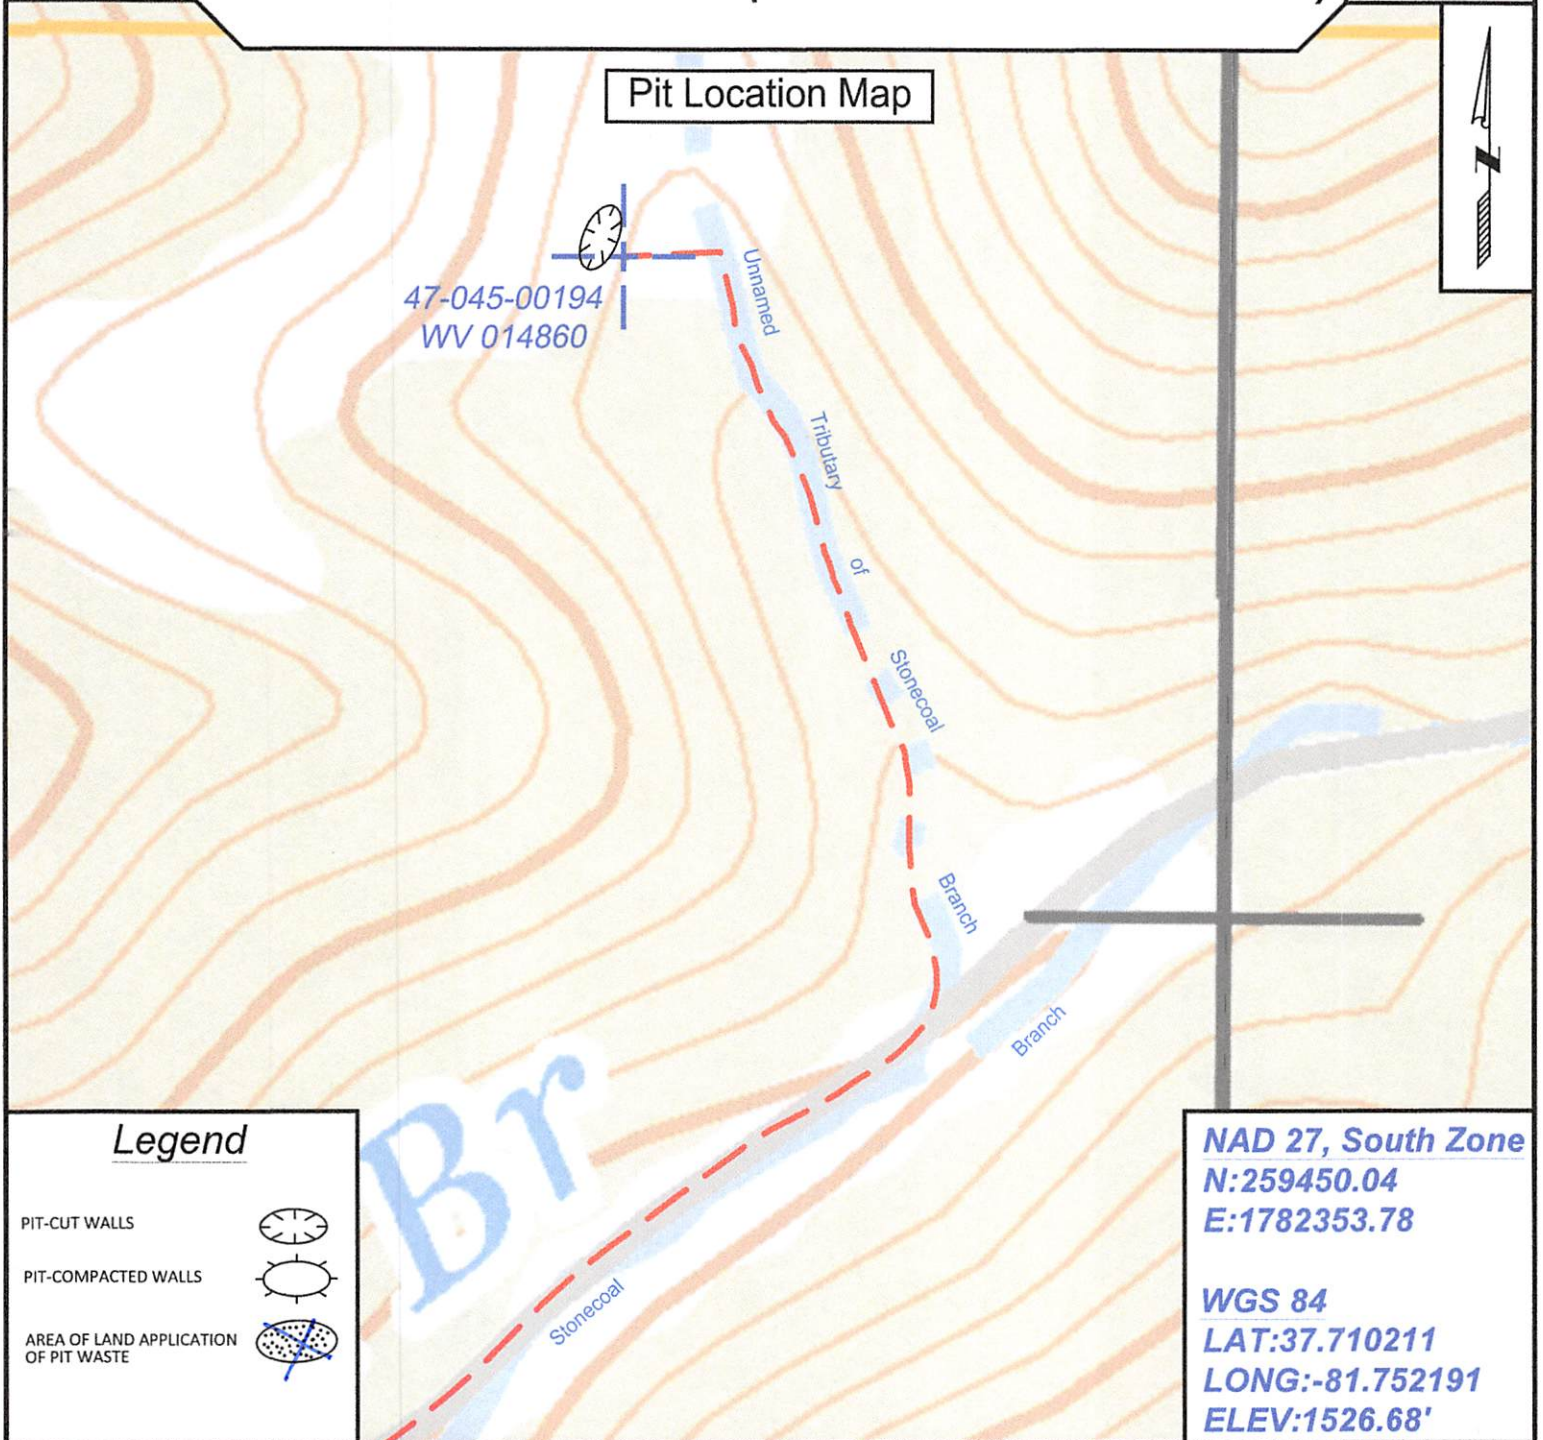 Pit Location Map
Z
47-045-00194
WV 014860
Unnamed
Tributary
of
Stonecoal
Branch
Branch
Stonecoal
Br
Legend
PIT-CUT WALLS
PIT-COMPACTED WALLS
AREA OF LAND APPLICATION
OF PIT WASTE
NAD 27, South Zone
N:259450.04
E:1782353.78
WGS 84
LAT:37.710211
LONG:-81.752191
ELEV:1526.68'